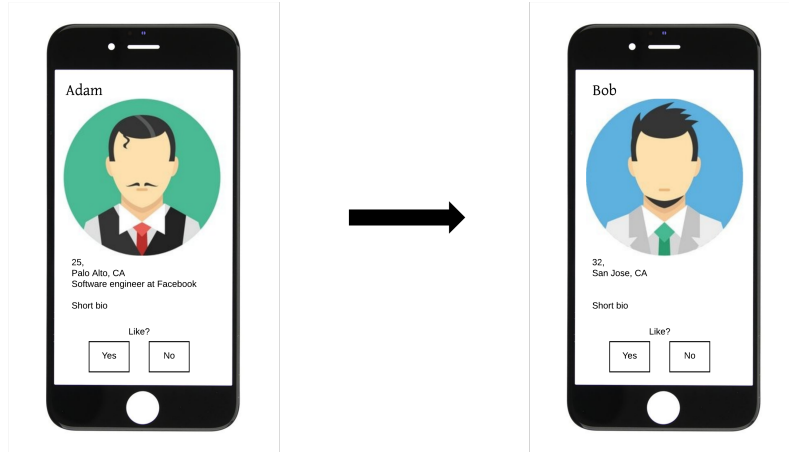 Adam
25,
Palo Alto, CA
Software engineer at Facebook
Short bio
Like?
Yes No
Bob
32,
San Jose, CA
Short bio
Like?
Yes No